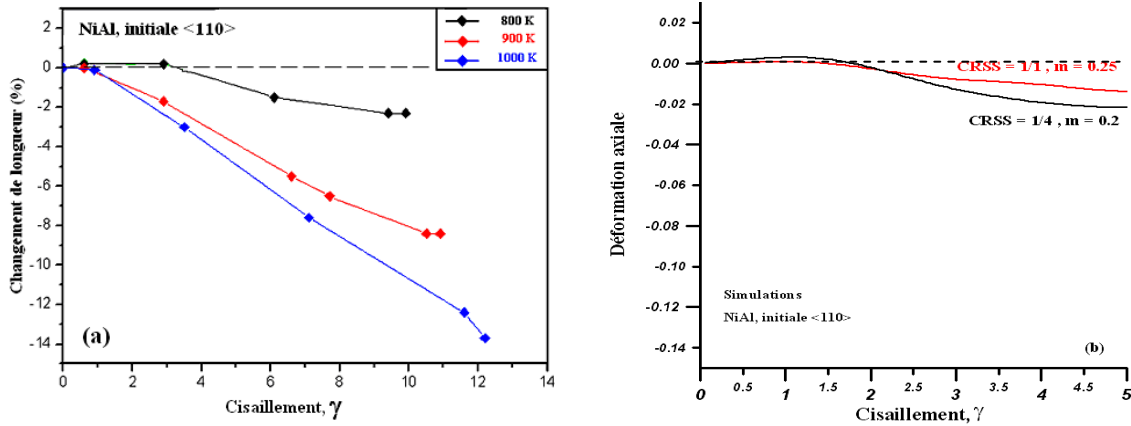 NiAl, initiale <110>
800 K
900 K
1000 K
0
-2
-4
-6
-8
-10
-12
-14
Changement de longueur (%)
(a)
0 2 4 6 8 10 12 14
Cisaillement, γ
(b)
0.02
0.00
-0.02
-0.04
-0.06
-0.08
-0.10
-0.12
-0.14
Déformation axiale
CRSS = 1/1 , m = 0.25
CRSS = 1/4 , m = 0.2
Simulations
NiAl, initiale <110>
(b)
0 0.5 1 1.5 2 2.5 3 3.5 4 4.5 5
Cisaillement, γ